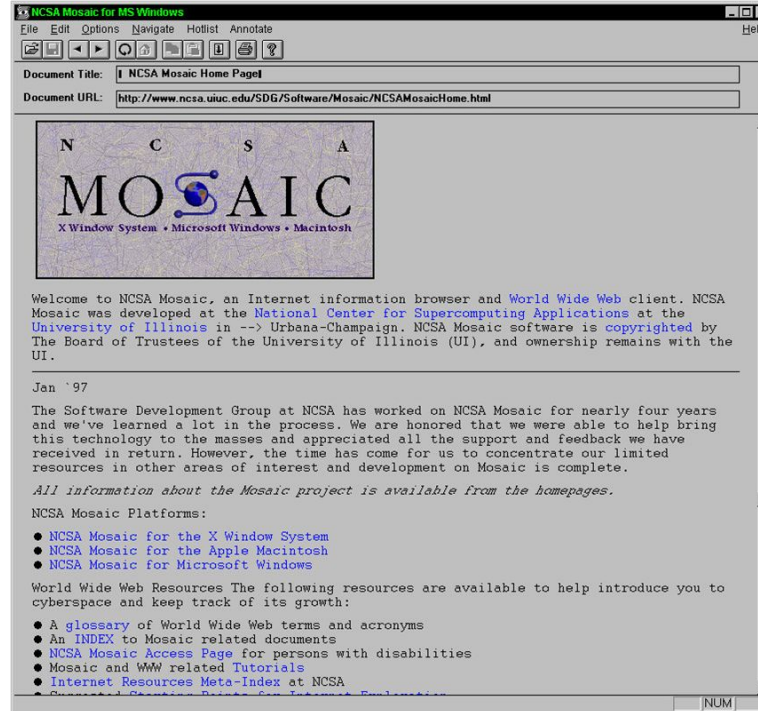 NCSA Mosaic for MS Windows
File Edit Options Navigate Hotlist Annotate
Document Title: NCSA Mosaic Home Page
Document URL: http://www.ncsa.uiuc.edu/SDG/Software/Mosaic/NCSAMosaicHome.html
N C S A
MOSAIC
X Window System • Microsoft Windows • Macintosh
Welcome to NCSA Mosaic, an Internet information browser and World Wide Web client. NCSA
Mosaic was developed at the National Center for Supercomputing Applications at the
University of Illinois in --> Urbana-Champaign. NCSA Mosaic software is copyrighted by
The Board of Trustees of the University of Illinois (UI), and ownership remains with the
UI.
Jan `97
The Software Development Group at NCSA has worked on NCSA Mosaic for nearly four years
and we've learned a lot in the process. We are honored that we were able to help bring
this technology to the masses and appreciated all the support and feedback we have
received in return. However, the time has come for us to concentrate our limited
resources in other areas of interest and development on Mosaic is complete.
All information about the Mosaic project is available from the homepages.
NCSA Mosaic Platforms:
● NCSA Mosaic for the X Window System
● NCSA Mosaic for the Apple Macintosh
● NCSA Mosaic for Microsoft Windows
World Wide Web Resources The following resources are available to help introduce you to
cyberspace and keep track of its growth:
● A glossary of World Wide Web terms and acronyms
● An INDEX to Mosaic related documents
● NCSA Mosaic Access Page for persons with disabilities
● Mosaic and WWW related Tutorials
● Internet Resources Meta-Index at NCSA
● Suggested Starting Points for Internet Exploration
NUM